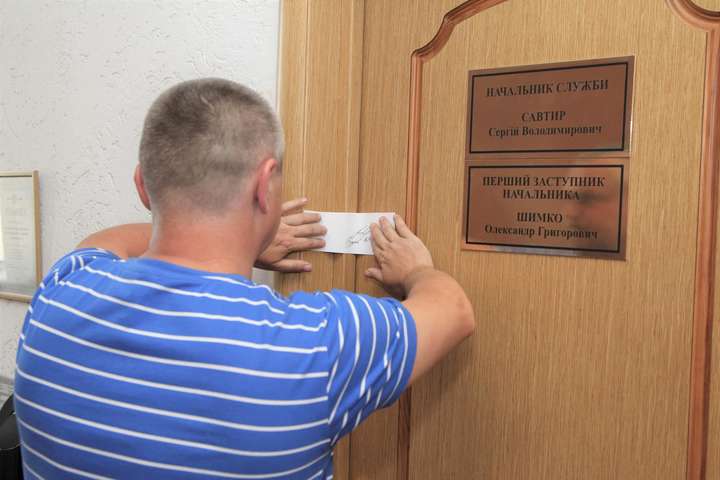 НАЧАЛЬНИК СЛУЖБИ
САВТИР
Сергій Володимирович
ПЕРШИЙ ЗАСТУПНИК
НАЧАЛЬНИКА
ШИМКО
Олександр Григорович